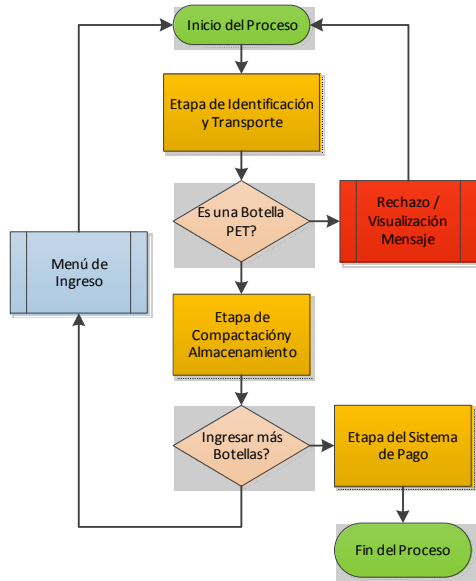 Inicio del Proceso
Etapa de Identificación
y Transporte
Es una Botella
PET?
Rechazo /
Visualización
Mensaje
Menú de
Ingreso
Etapa de
Compactacióny
Almacenamiento
Ingresar más
Botellas?
Etapa del Sistema
de Pago
Fin del Proceso